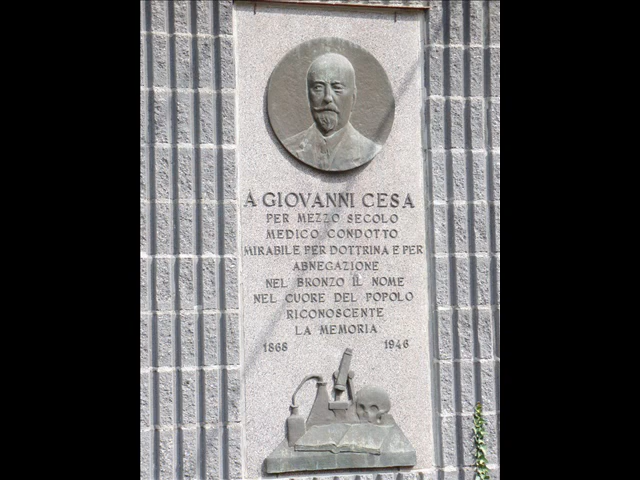 A GIOVANNI CESA
PER MEZZO SECOLO
MEDICO CONDOTTO
MIRABILE PER DOTTRINA E PER
ABNEGAZIONE
NEL BRONZO IL NOME
NEL CUORE DEL POPOLO
RICONOSCENTE
LA MEMORIA
1868 1946